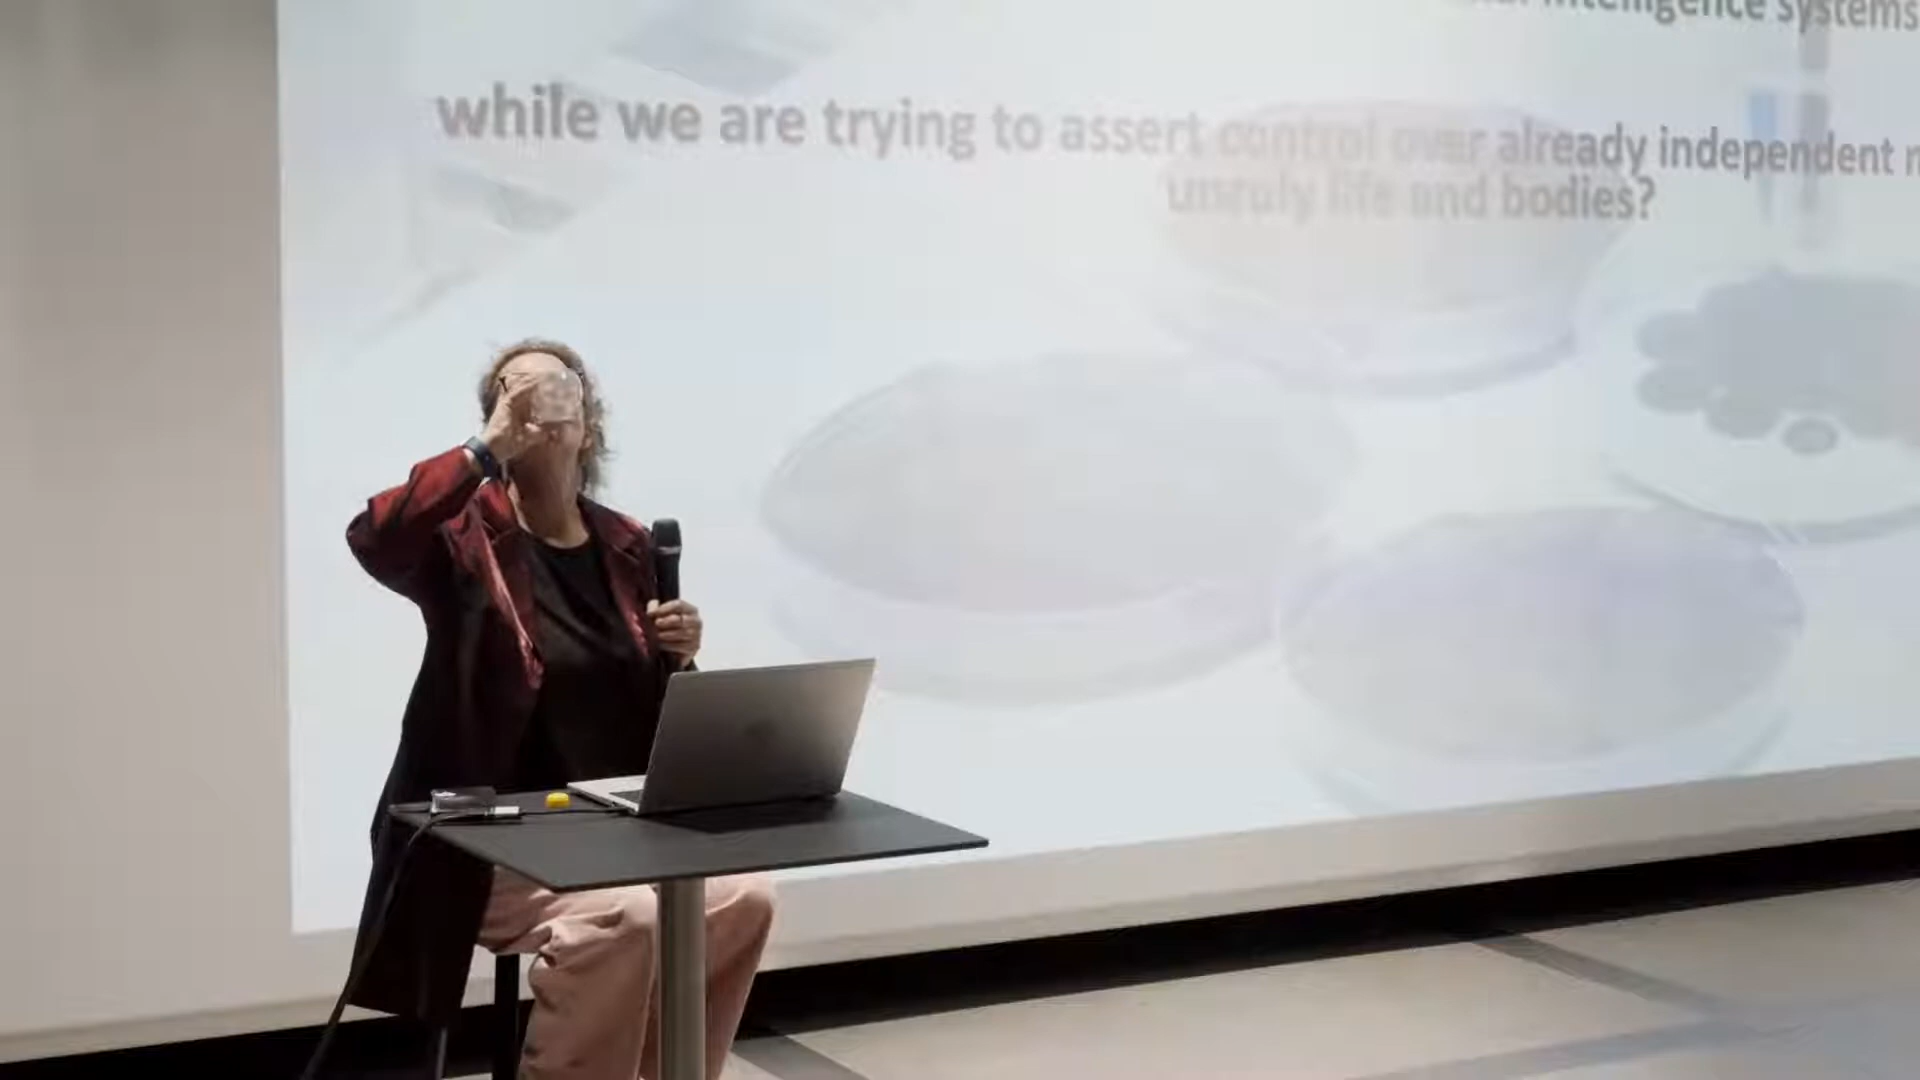 intelligence systems
while we are trying to assert control over already independent
unruly life and bodies?